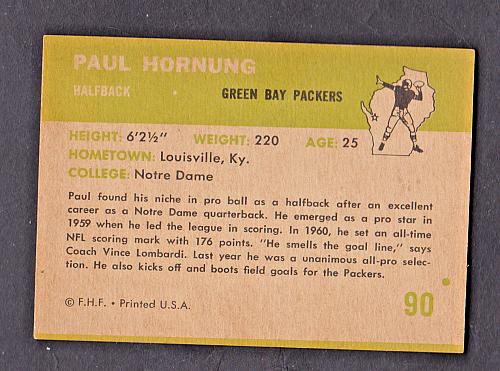 PAUL HORNUNG
HALFBACK • GREEN BAY PACKERS
HEIGHT: 6'2½" WEIGHT: 220 AGE: 25
HOMETOWN: Louisville, Ky.
COLLEGE: Notre Dame
Paul found his niche in pro ball as a halfback after an excellent
career as a Notre Dame quarterback. He emerged as a pro star in
1959 when he led the league in scoring. In 1960, he set an all-time
NFL scoring mark with 176 points. "He smells the goal line," says
Coach Vince Lombardi. Last year he was a unanimous all-pro selec-
tion. He also kicks off and boots field goals for the Packers.
© F.H.F. • Printed U.S.A.
90